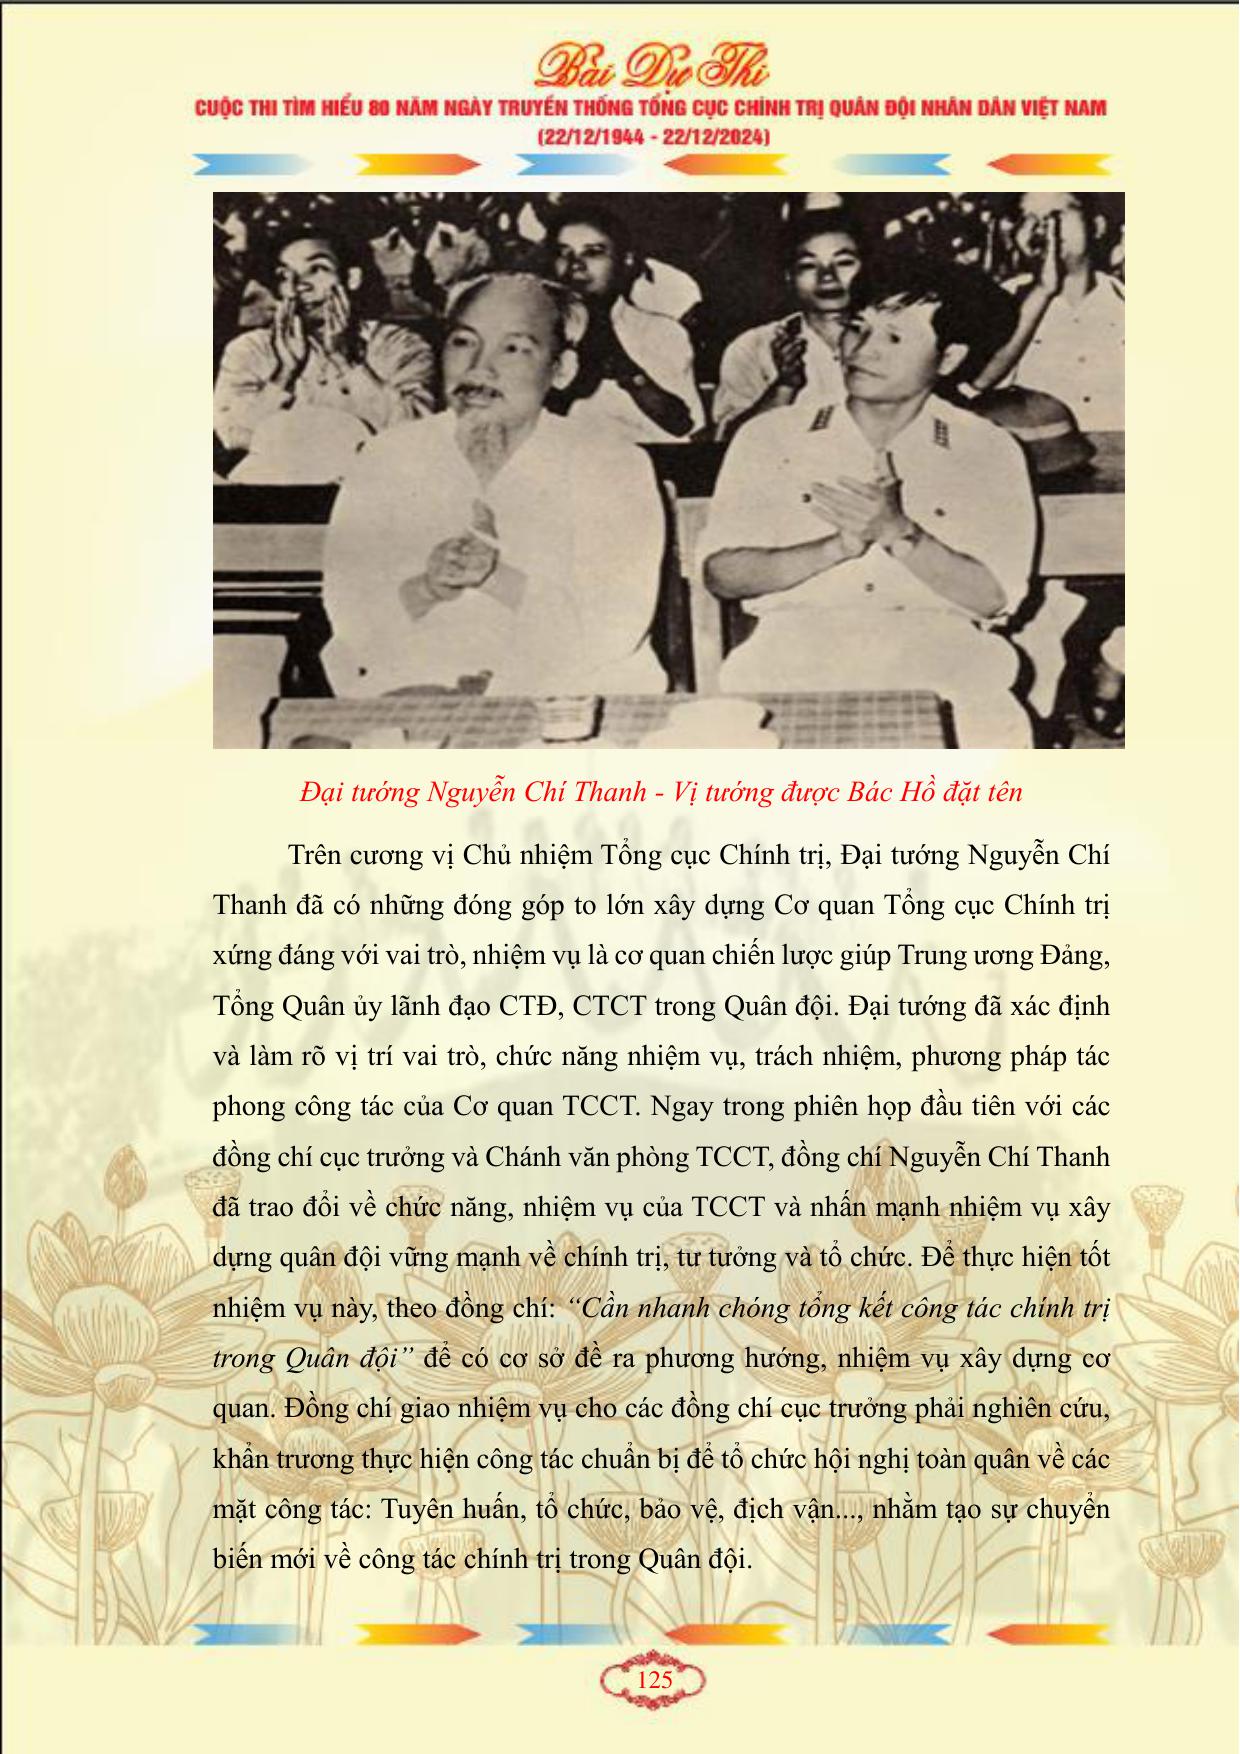 Bài Dự Thi
CUỘC THI TÌM HIỂU 80 NĂM NGÀY TRUYỀN THỐNG TỔNG CỤC CHÍNH TRỊ QUÂN ĐỘI NHÂN DÂN VIỆT NAM
(22/12/1944 - 22/12/2024)
Đại tướng Nguyễn Chí Thanh - Vị tướng được Bác Hồ đặt tên
Trên cương vị Chủ nhiệm Tổng cục Chính trị, Đại tướng Nguyễn Chí
Thanh đã có những đóng góp to lớn xây dựng Cơ quan Tổng cục Chính trị
xứng đáng với vai trò, nhiệm vụ là cơ quan chiến lược giúp Trung ương Đảng,
Tổng Quân ủy lãnh đạo CTĐ, CTCT trong Quân đội. Đại tướng đã xác định
và làm rõ vị trí vai trò, chức năng nhiệm vụ, trách nhiệm, phương pháp tác
phong công tác của Cơ quan TCCT. Ngay trong phiên họp đầu tiên với các
đồng chí cục trưởng và Chánh văn phòng TCCT, đồng chí Nguyễn Chí Thanh
đã trao đổi về chức năng, nhiệm vụ của TCCT và nhấn mạnh nhiệm vụ xây
dựng quân đội vững mạnh về chính trị, tư tưởng và tổ chức. Để thực hiện tốt
nhiệm vụ này, theo đồng chí: “Cần nhanh chóng tổng kết công tác chính trị
trong Quân đội” để có cơ sở đề ra phương hướng, nhiệm vụ xây dựng cơ
quan. Đồng chí giao nhiệm vụ cho các đồng chí cục trưởng phải nghiên cứu,
khẩn trương thực hiện công tác chuẩn bị để tổ chức hội nghị toàn quân về các
mặt công tác: Tuyên huấn, tổ chức, bảo vệ, địch vận..., nhằm tạo sự chuyển
biến mới về công tác chính trị trong Quân đội.
125